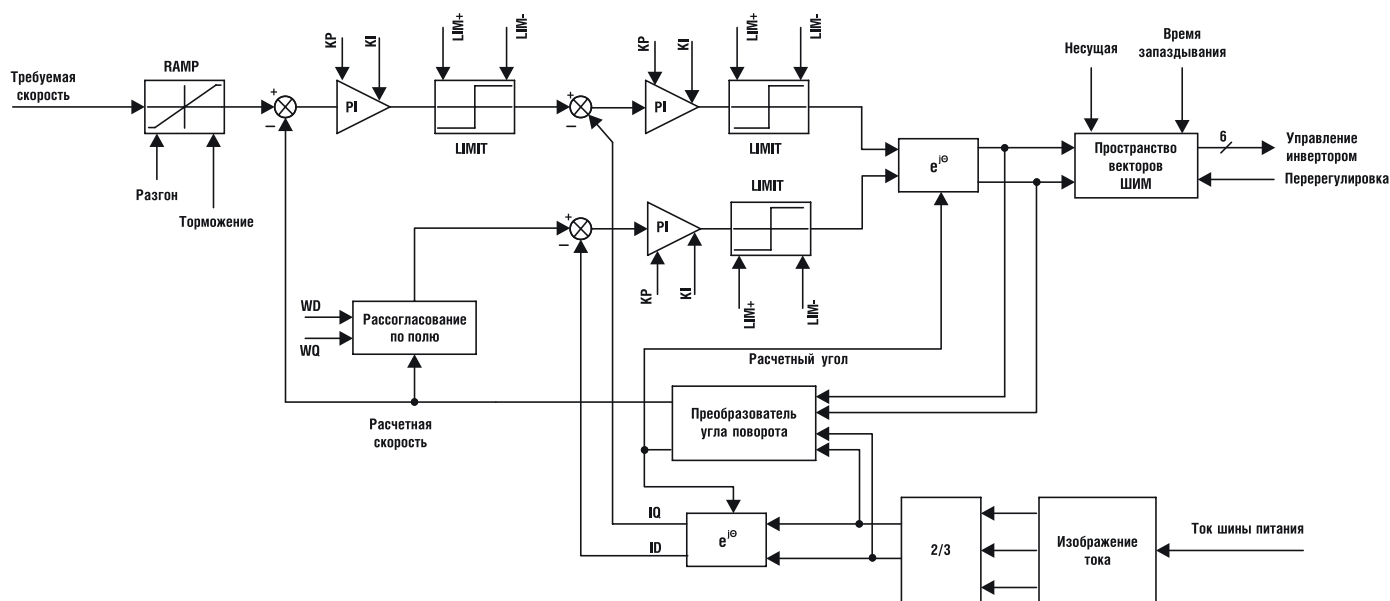 Требуемая
скорость
RAMP
Разгон
Торможение
KP
KI
PI
LIM+
LIM-
LIMIT
KP
KI
PI
LIM+
LIM-
LIMIT
Несущая
Время
запаздывания
e^jΘ
Пространство
векторов
ШИМ
6
Управление
инвертором
Перерегулировка
PI
KP
KI
LIMIT
LIM+
LIM-
WD
WQ
Рассогласование
по полю
Расчетный угол
Расчетная
скорость
Преобразователь
угла поворота
IQ
ID
e^jΘ
2/3
Изображение
тока
Ток шины питания